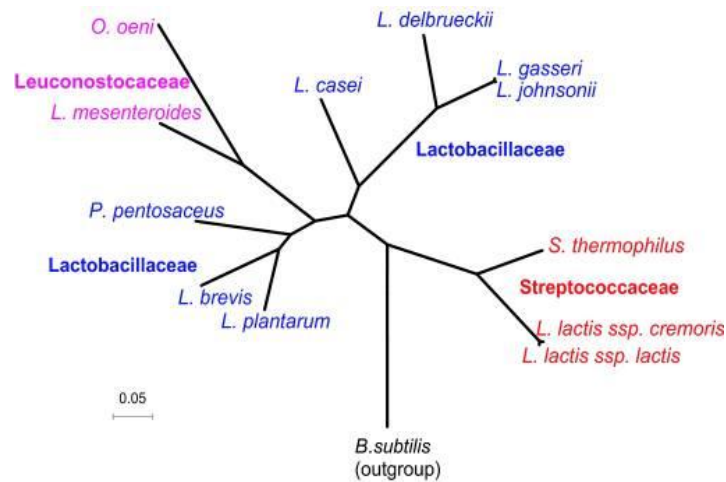 O. oeni
L. delbrueckii
Leuconostocaceae
L. casei
L. gasseri
L. johnsonii
L. mesenteroides
Lactobacillaceae
P. pentosaceus
S. thermophilus
Lactobacillaceae
Streptococcaceae
L. brevis
L. plantarum
L. lactis ssp. cremoris
L. lactis ssp. lactis
0.05
B.subtilis
(outgroup)